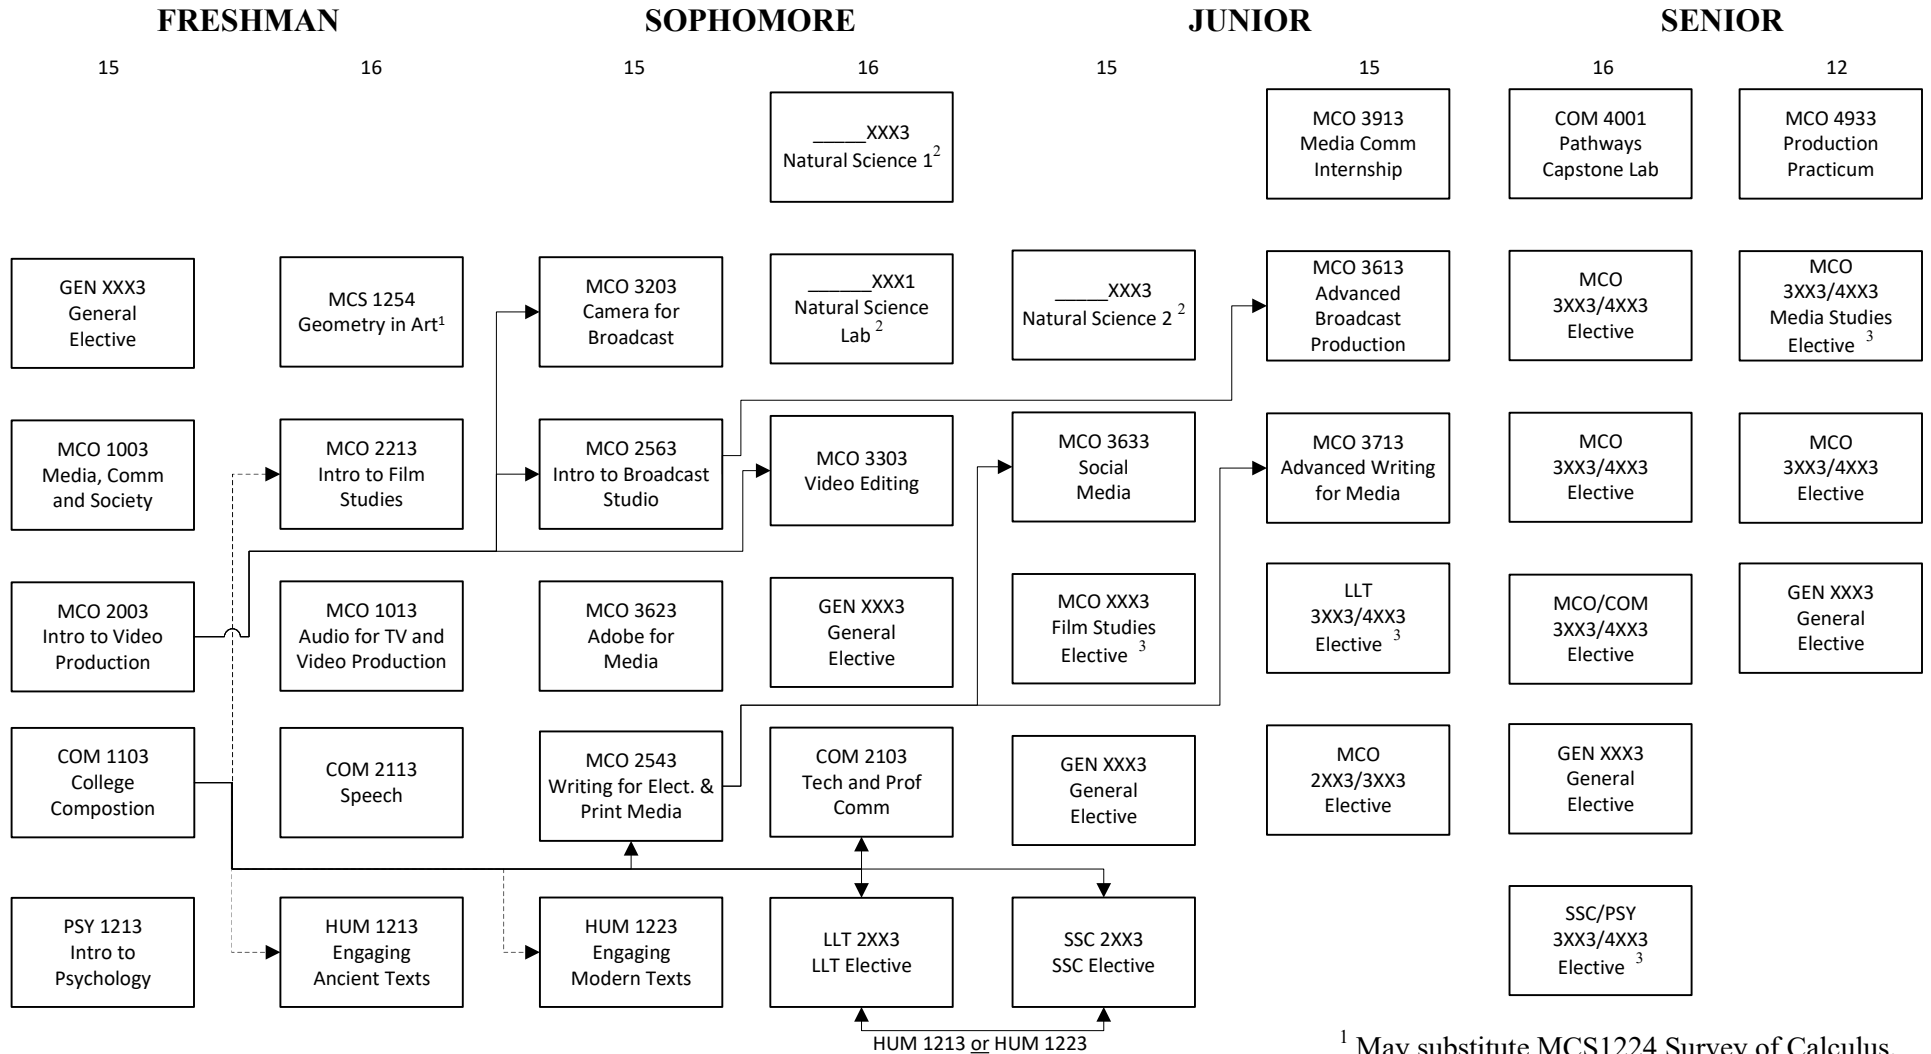 FRESHMAN
SOPHOMORE
JUNIOR
SENIOR
15
16
15
16
15
15
16
12
GEN XXX3
General
Elective
MCO 1003
Media, Comm
and Society
MCO 2003
Intro to Video
Production
COM 1103
College
Compostion
PSY 1213
Intro to
Psychology
MCS 1254
Geometry in Art¹
MCO 2213
Intro to Film
Studies
MCO 1013
Audio for TV and
Video Production
COM 2113
Speech
HUM 1213
Engaging
Ancient Texts
MCO 3203
Camera for
Broadcast
MCO 2563
Intro to Broadcast
Studio
MCO 3623
Adobe for
Media
MCO 2543
Writing for Elect. &
Print Media
HUM 1223
Engaging
Modern Texts
_____XXX3
Natural Science 1²
______XXX1
Natural Science
Lab ²
MCO 3303
Video Editing
GEN XXX3
General
Elective
COM 2103
Tech and Prof
Comm
LLT 2XX3
LLT Elective
_____XXX3
Natural Science 2 ²
MCO 3633
Social
Media
MCO XXX3
Film Studies
Elective ³
GEN XXX3
General
Elective
SSC 2XX3
SSC Elective
HUM 1213 or HUM 1223
MCO 3913
Media Comm
Internship
MCO 3613
Advanced
Broadcast
Production
MCO 3713
Advanced Writing
for Media
LLT
3XX3/4XX3
Elective ³
MCO
2XX3/3XX3
Elective
COM 4001
Pathways
Capstone Lab
MCO
3XX3/4XX3
Elective
MCO
3XX3/4XX3
Elective
MCO/COM
3XX3/4XX3
Elective
GEN XXX3
General
Elective
SSC/PSY
3XX3/4XX3
Elective ³
MCO 4933
Production
Practicum
MCO
3XX3/4XX3
Media Studies
Elective ³
MCO
3XX3/4XX3
Elective
GEN XXX3
General
Elective
¹ May substitute MCS1224 Survey of Calculus.